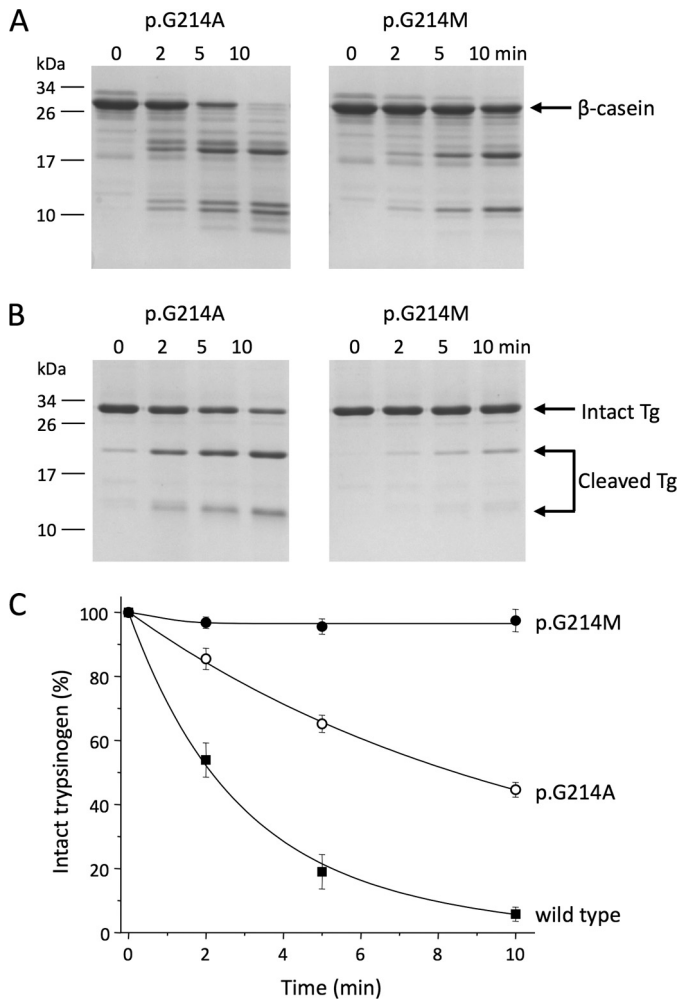 A
p.G214A
p.G214M
0 2 5 10
0 2 5 10 min
kDa
34
26
17
10
β-casein
B
p.G214A
p.G214M
0 2 5 10
0 2 5 10 min
kDa
34
26
17
10
Intact Tg
Cleaved Tg
C
Intact trypsinogen (%)
100
80
60
40
20
0
p.G214M
p.G214A
wild type
0 2 4 6 8 10
Time (min)